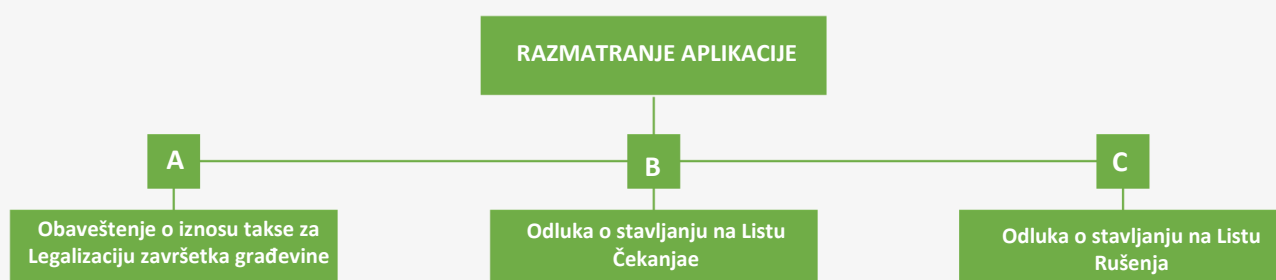 RAZMATRANJE APLIKACIJE
A
B
C
Obaveštenje o iznosu takse za
Legalizaciju završetka građevine
Odluka o stavljanju na Listu
Čekanjae
Odluka o stavljanju na Listu
Rušenja